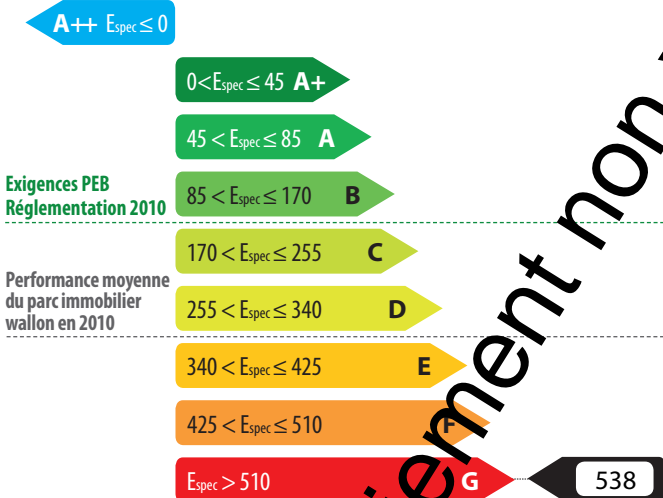 A++ Espec ≤ 0
0 < Espec ≤ 45 A+
45 < Espec ≤ 85 A
Exigences PEB
Réglementation 2010
85 < Espec ≤ 170 B
170 < Espec ≤ 255 C
Performance moyenne
du parc immobilier
wallon en 2010
255 < Espec ≤ 340 D
340 < Espec ≤ 425 E
425 < Espec ≤ 510 F
Espec > 510 G
538
non